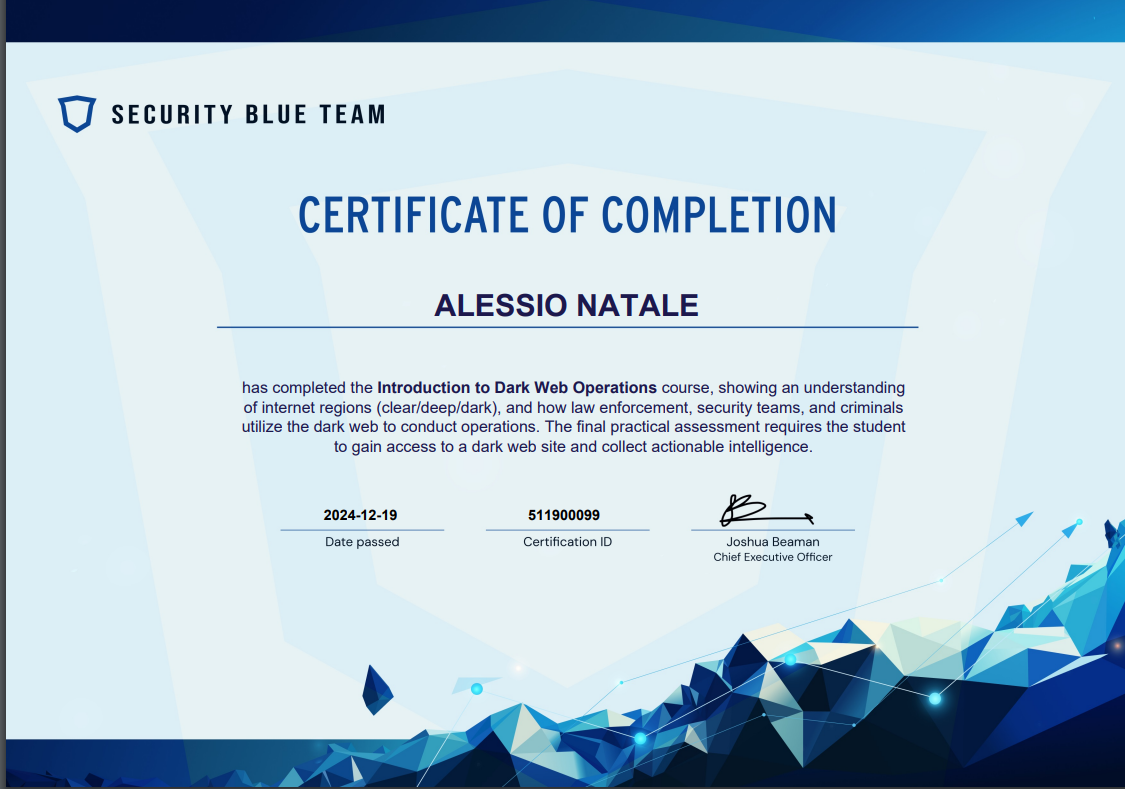 SECURITY BLUE TEAM
CERTIFICATE OF COMPLETION
ALESSIO NATALE
has completed the Introduction to Dark Web Operations course, showing an understanding
of internet regions (clear/deep/dark), and how law enforcement, security teams, and criminals
utilize the dark web to conduct operations. The final practical assessment requires the student
to gain access to a dark web site and collect actionable intelligence.
2024-12-19
Date passed
511900099
Certification ID
Joshua Beaman
Chief Executive Officer